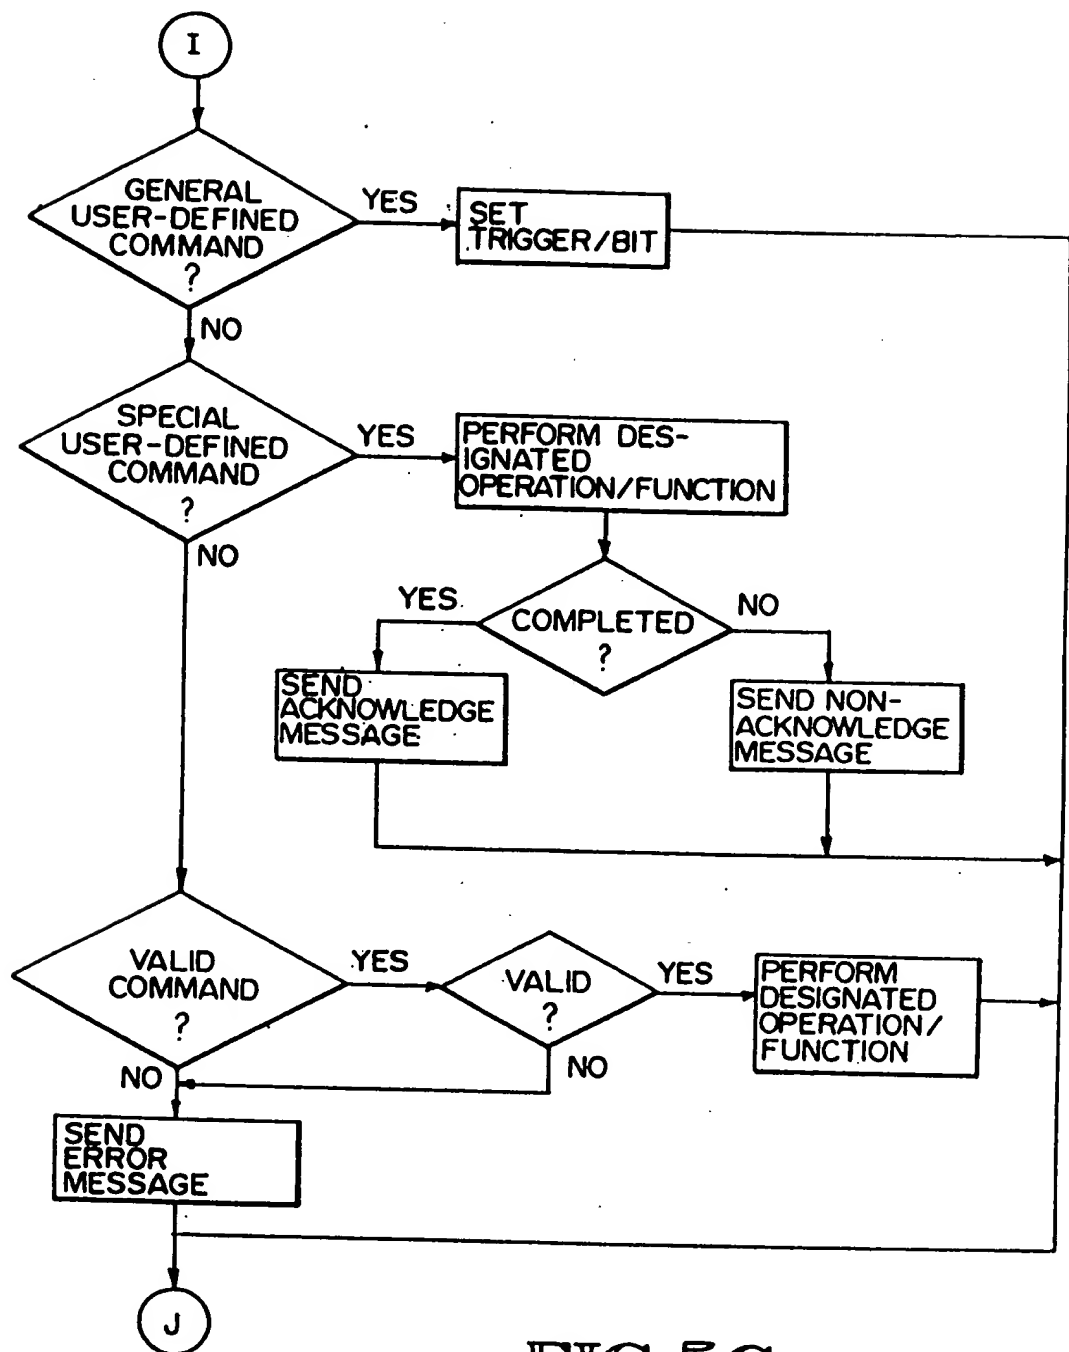 I
GENERAL
USER-DEFINED
COMMAND
?
YES
SET
TRIGGER/BIT
NO
SPECIAL
USER-DEFINED
COMMAND
?
YES
PERFORM DES-
IGNATED
OPERATION/FUNCTION
NO
YES
COMPLETED
?
NO
SEND
ACKNOWLEDGE
MESSAGE
SEND NON-
ACKNOWLEDGE
MESSAGE
VALID
COMMAND
?
YES
VALID
?
YES
PERFORM
DESIGNATED
OPERATION/
FUNCTION
NO
NO
SEND
ERROR
MESSAGE
J